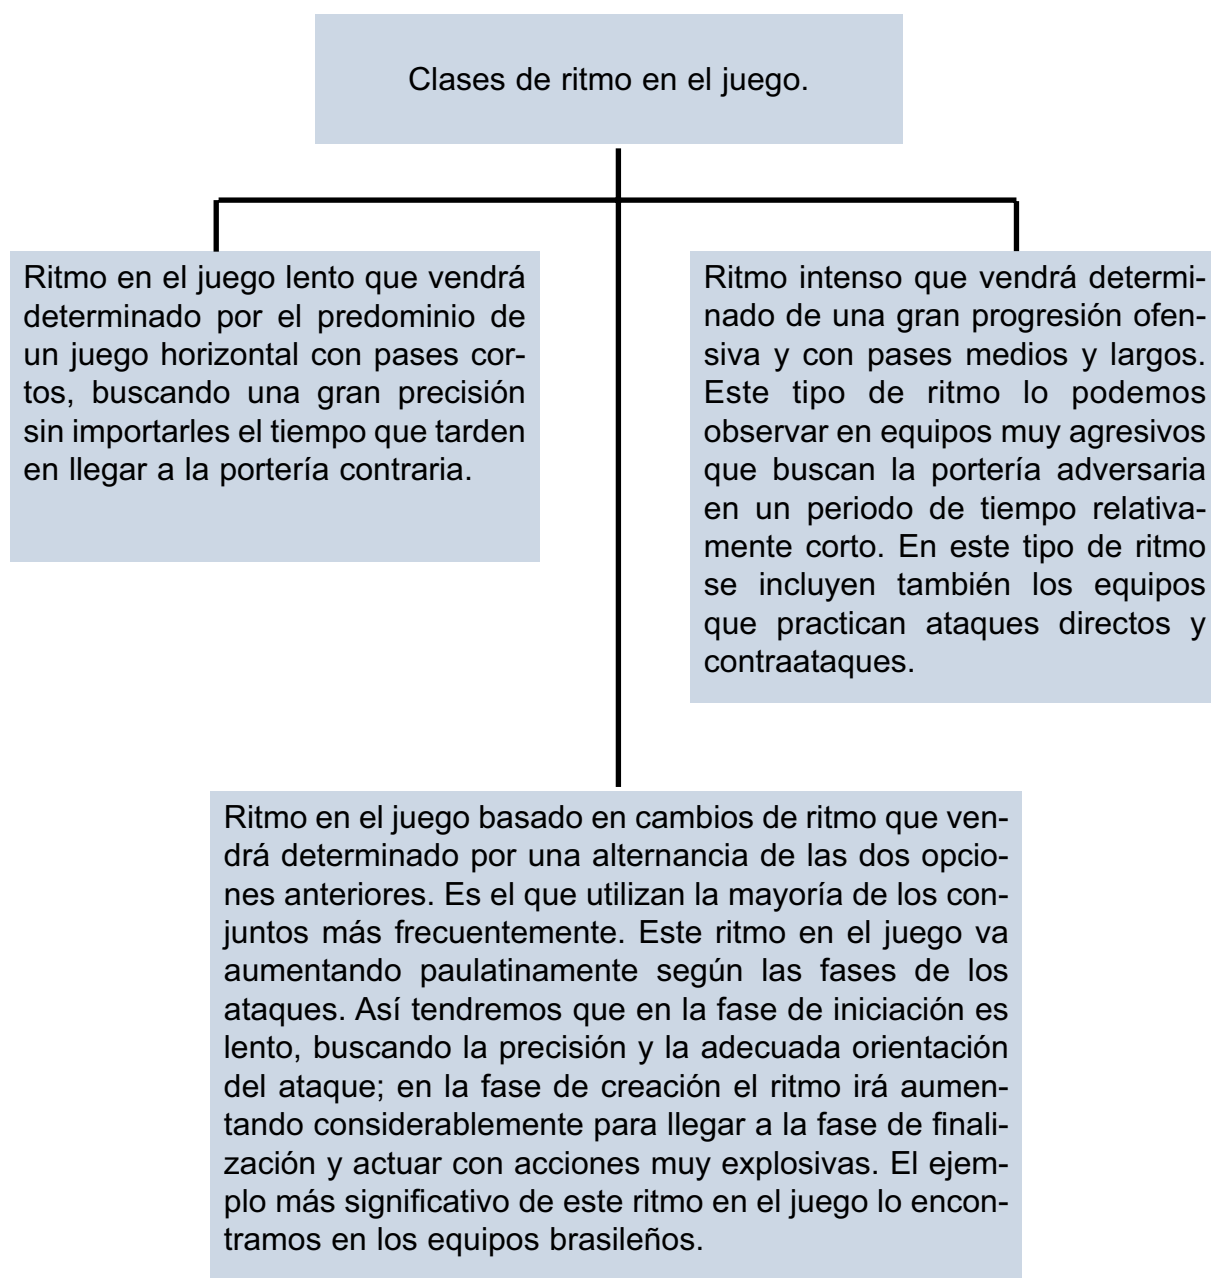 Clases de ritmo en el juego.
Ritmo en el juego lento que vendrá
determinado por el predominio de
un juego horizontal con pases cor-
tos, buscando una gran precisión
sin importarles el tiempo que tarden
en llegar a la portería contraria.
Ritmo intenso que vendrá determi-
nado de una gran progresión ofen-
siva y con pases medios y largos.
Este tipo de ritmo lo podemos
observar en equipos muy agresivos
que buscan la portería adversaria
en un periodo de tiempo relativa-
mente corto. En este tipo de ritmo
se incluyen también los equipos
que practican ataques directos y
contraataques.
Ritmo en el juego basado en cambios de ritmo que ven-
drá determinado por una alternancia de las dos opcio-
nes anteriores. Es el que utilizan la mayoría de los con-
juntos más frecuentemente. Este ritmo en el juego va
aumentando paulatinamente según las fases de los
ataques. Así tendremos que en la fase de iniciación es
lento, buscando la precisión y la adecuada orientación
del ataque; en la fase de creación el ritmo irá aumen-
tando considerablemente para llegar a la fase de finali-
zación y actuar con acciones muy explosivas. El ejem-
plo más significativo de este ritmo en el juego lo encon-
tramos en los equipos brasileños.